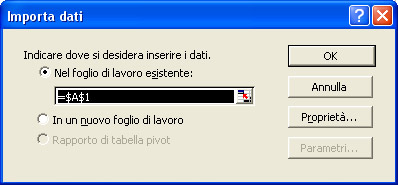 Importa dati
Indicare dove si desidera inserire i dati.
Nel foglio di lavoro esistente:
=$A$1
In un nuovo foglio di lavoro
Rapporto di tabella pivot
OK
Annulla
Proprietà...
Parametri...